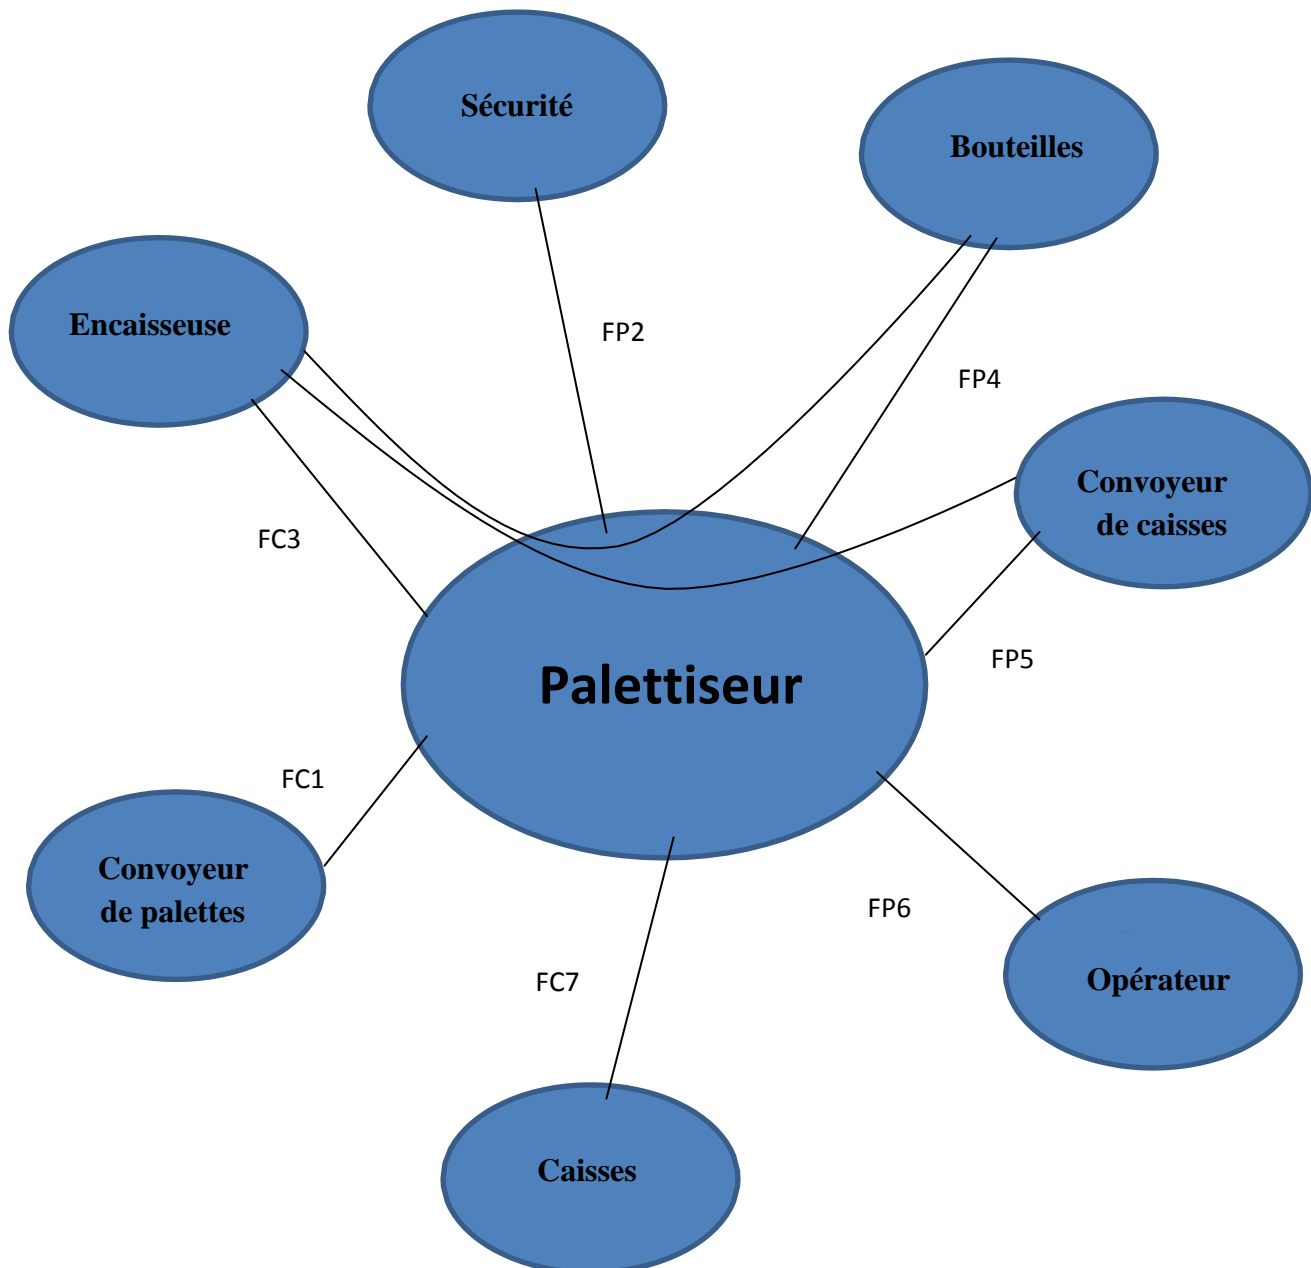 Sécurité
Bouteilles
Encaisseuse
FP2
FP4
Convoyeur
de caisses
FC3
FP5
Palettiseur
FC1
Convoyeur
de palettes
FP6
FC7
Opérateur
Caisses